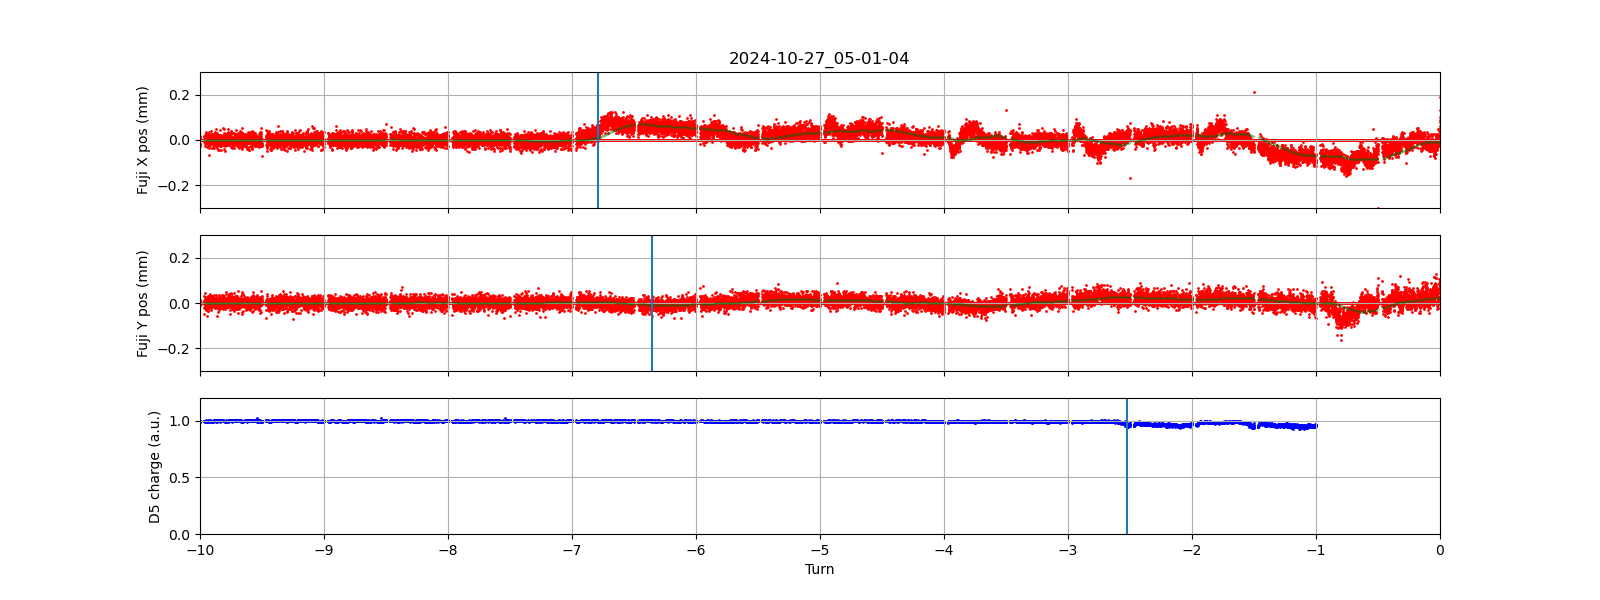 2024-10-27_05-01-04
Fuji X pos (mm)
0.2
0.0
−0.2
Fuji Y pos (mm)
0.2
0.0
−0.2
D5 charge (a.u.)
1.0
0.5
0.0
−10 −9 −8 −7 −6 −5 −4 −3 −2 −1 0
Turn